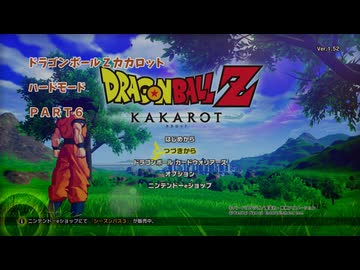 ドラゴンボールZカカロット
ハードモード
PART6
Ver.1.52
DRAGONBALL Z
KAKAROT
はじめから
つづきから
ドラゴンボール カードウォリアーズ
オプション
ニンテンドーeショップ
ニンテンドーeショップにて「シーズンパス3」が販売中。